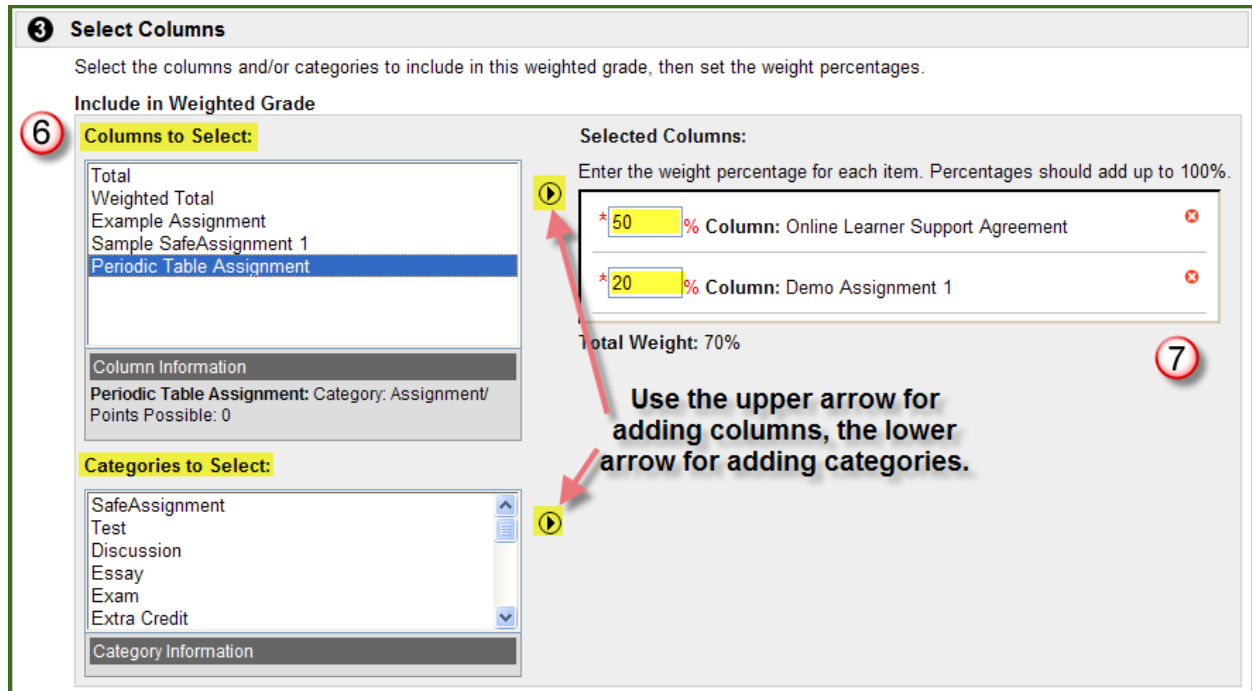 3 Select Columns
Select the columns and/or categories to include in this weighted grade, then set the weight percentages.
Include in Weighted Grade
6
Columns to Select:
Total
Weighted Total
Example Assignment
Sample SafeAssignment 1
Periodic Table Assignment
Column Information
Periodic Table Assignment: Category: Assignment/
Points Possible: 0
Categories to Select:
SafeAssignment
Test
Discussion
Essay
Exam
Extra Credit
Category Information
Selected Columns:
Enter the weight percentage for each item. Percentages should add up to 100%.
*50 % Column: Online Learner Support Agreement
*20 % Column: Demo Assignment 1
Total Weight: 70%
7
Use the upper arrow for
adding columns, the lower
arrow for adding categories.